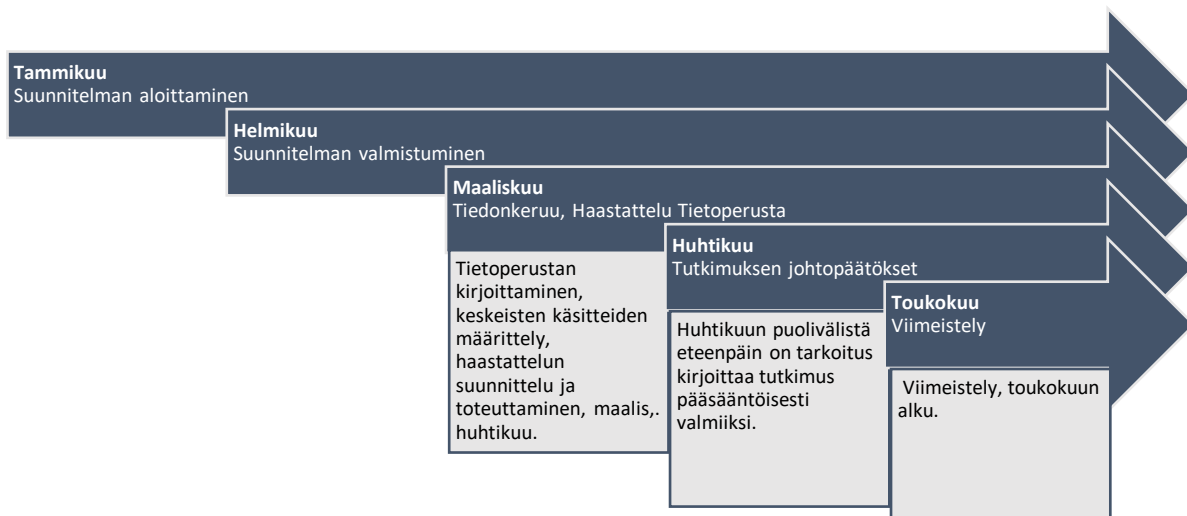 Tammikuu
Suunnitelman aloittaminen
Helmikuu
Suunnitelman valmistuminen
Maaliskuu
Tiedonkeruu, Haastattelu Tietoperusta
Tietoperustan
kirjoittaminen,
keskeisten käsitteiden
määrittely,
haastattelun
suunnittelu ja
toteuttaminen, maalis,.
huhtikuu.
Huhtikuu
Tutkimuksen johtopäätökset
Huhtikuun puolivälistä
eteenpäin on tarkoitus
kirjoittaa tutkimus
pääsääntöisesti
valmiiksi.
Toukokuu
Viimeistely
Viimeistely, toukokuun
alku.